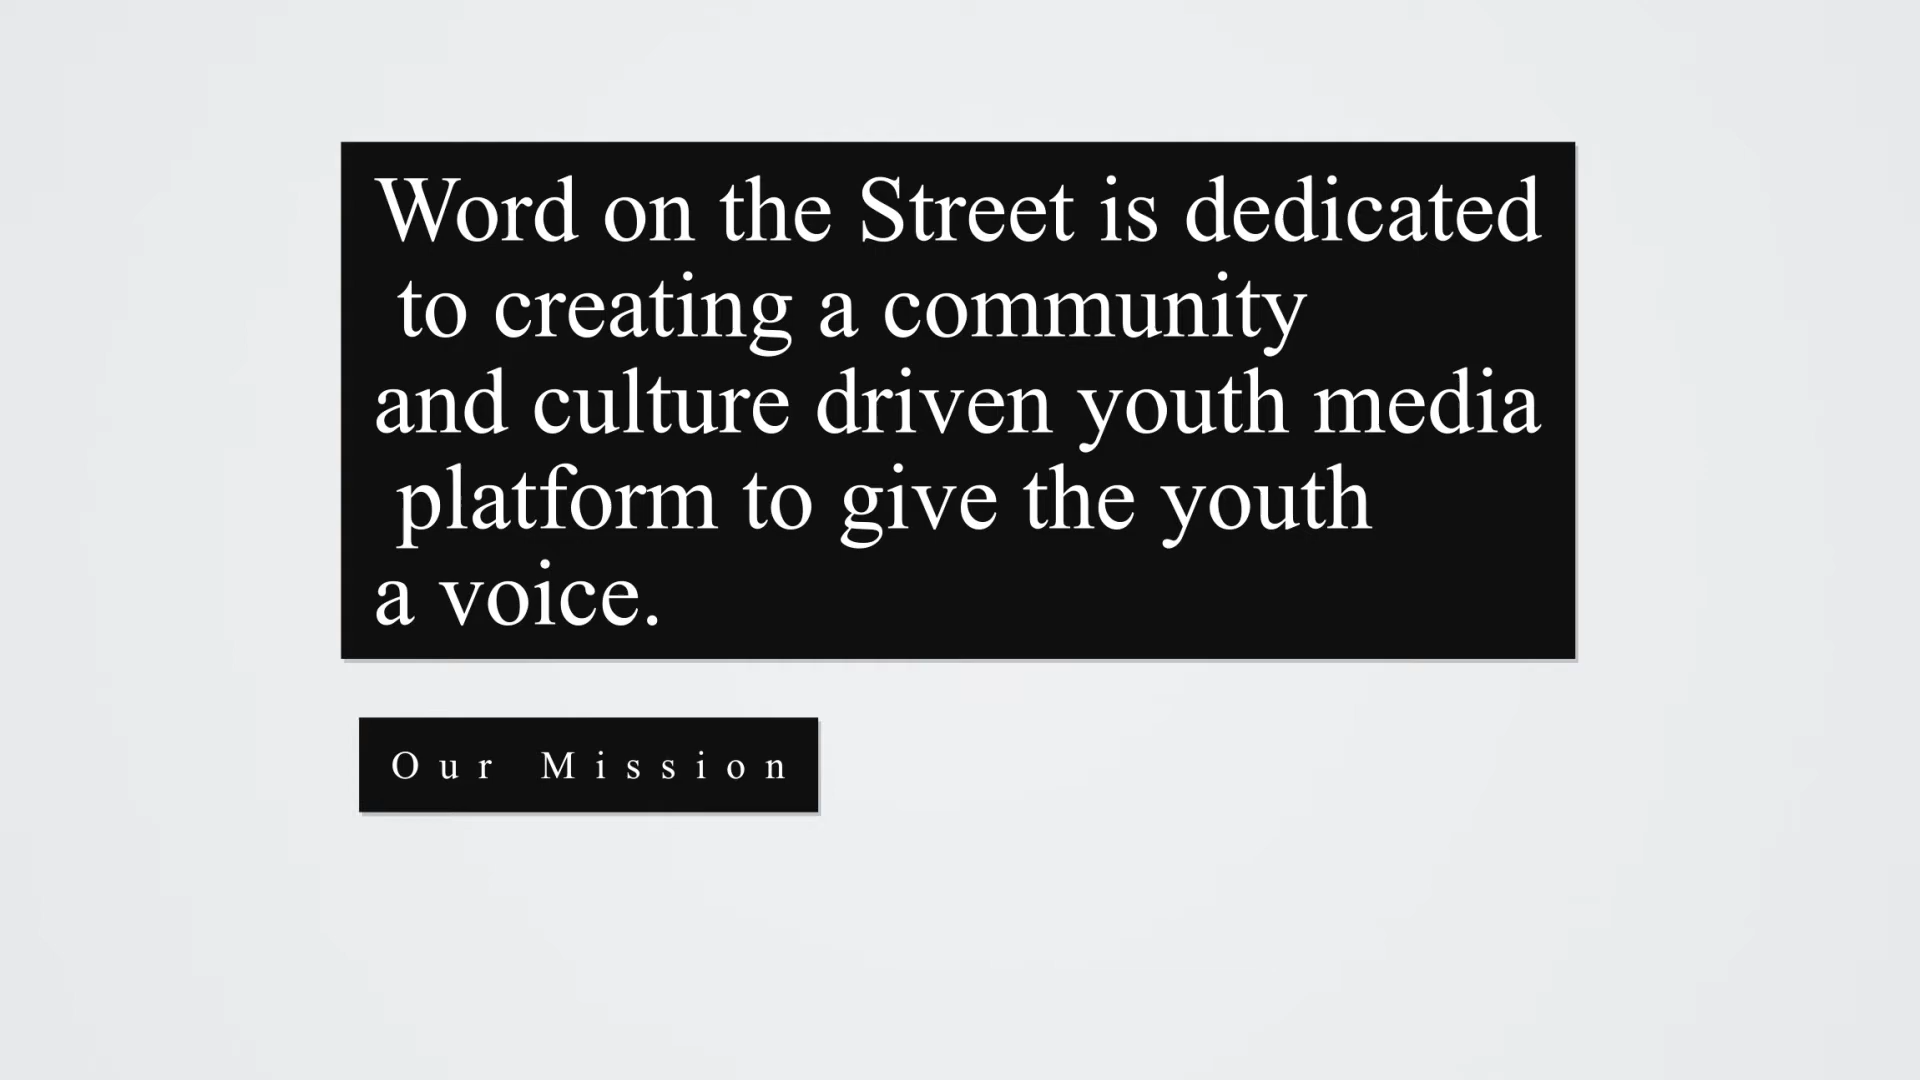 Word on the Street is dedicated
to creating a community
and culture driven youth media
platform to give the youth
a voice.
Our Mission